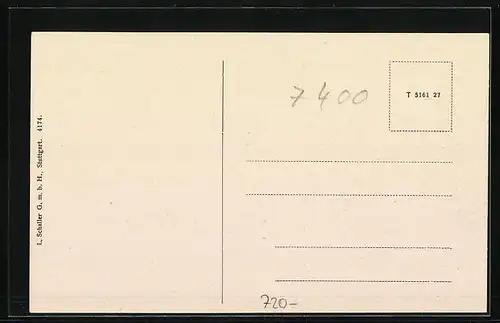 L. Schaller G. m. b. H., Stuttgart. 4174.
7400
T 5161 27
720-